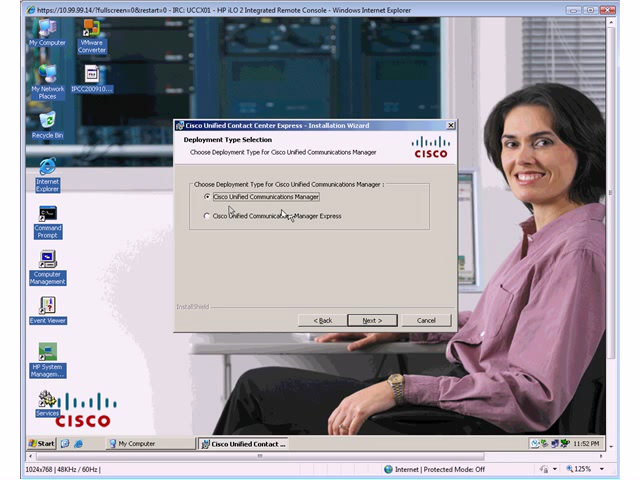 https://10.99.99.14/?fullscreen=0&restart=0 - IRC: UCCX01 - HP iLO 2 Integrated Remote Console - Windows Internet Explorer
My Computer
VMware Converter
My Network Places
IPCC200910...
Recycle Bin
Internet Explorer
Command Prompt
Computer Management
Event Viewer
HP System Managem...
Services
CISCO
Cisco Unified Contact Center Express - Installation Wizard
Deployment Type Selection
Choose Deployment Type for Cisco Unified Communications Manager
CISCO
Choose Deployment Type for Cisco Unified Communications Manager :
Cisco Unified Communications Manager
Cisco Unified Communications Manager Express
InstallShield
< Back
Next >
Cancel
Start
My Computer
Cisco Unified Contact ...
11:52 PM
1024x768 | 48KHz / 60Hz |
Internet | Protected Mode: Off
125%